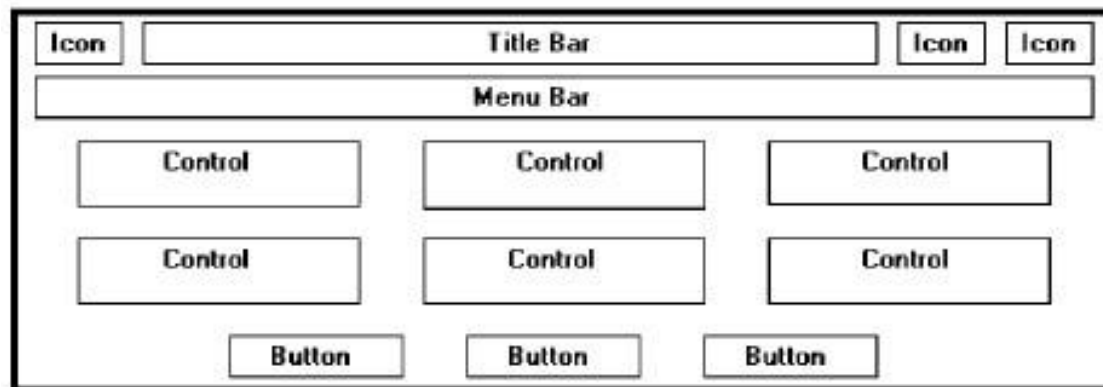 Icon Title Bar Icon Icon
Menu Bar
Control Control Control
Control Control Control
Button Button Button